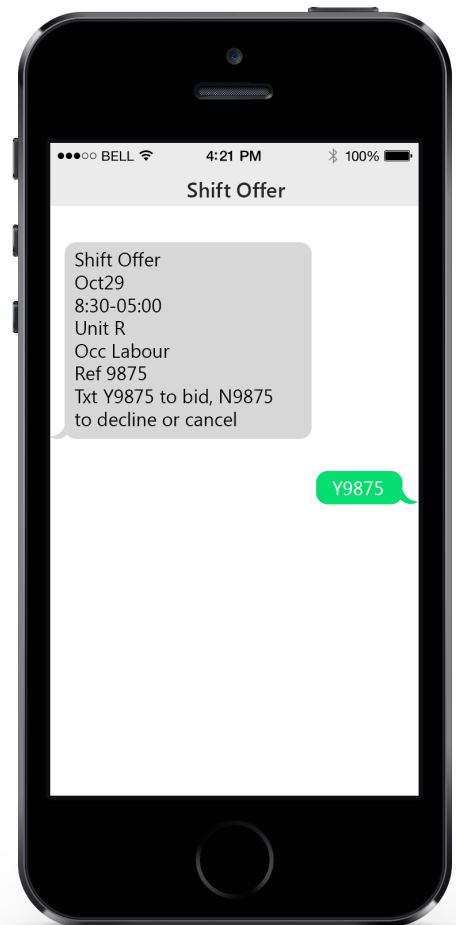 BELL 4:21 PM 100%
Shift Offer
Shift Offer
Oct29
8:30-05:00
Unit R
Occ Labour
Ref 9875
Txt Y9875 to bid, N9875
to decline or cancel
Y9875